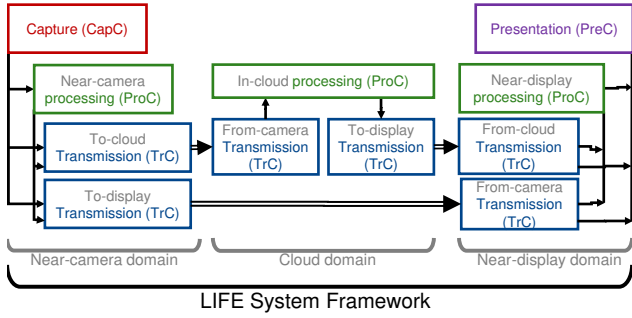 Capture (CapC)
Presentation (PreC)
Near-camera
processing (ProC)
In-cloud processing (ProC)
Near-display
processing (ProC)
To-cloud
Transmission (TrC)
From-camera
Transmission
(TrC)
To-display
Transmission
(TrC)
From-cloud
Transmission
(TrC)
To-display
Transmission (TrC)
From-camera
Transmission
(TrC)
Near-camera domain
Cloud domain
Near-display domain
LIFE System Framework